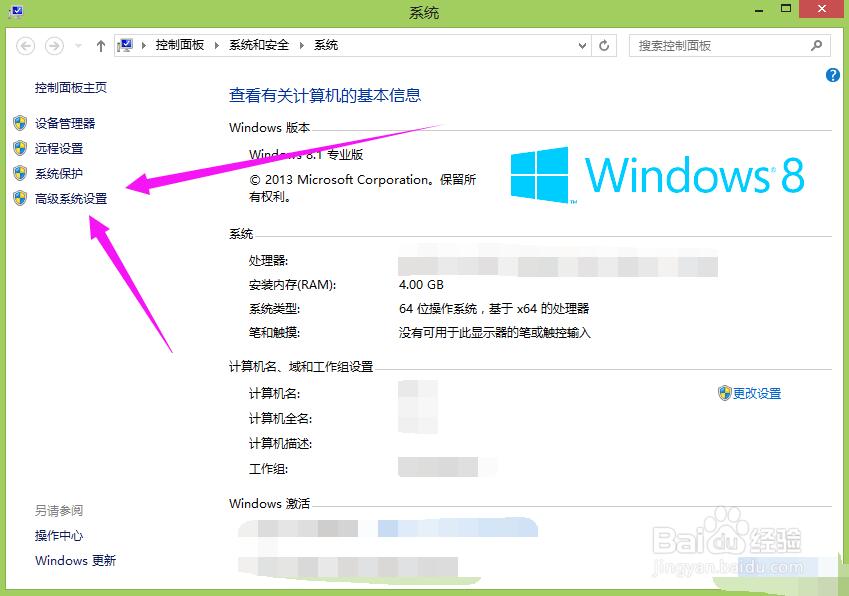 系统
控制面板 系统和安全 系统
搜索控制面板
控制面板主页
设备管理器
远程设置
系统保护
高级系统设置
查看有关计算机的基本信息
Windows 版本
Windows 8.1 专业版
© 2013 Microsoft Corporation。保留所
有权利。
Windows 8
系统
处理器:
安装内存(RAM): 4.00 GB
系统类型: 64 位操作系统，基于 x64 的处理器
笔和触摸: 没有可用于此显示器的笔或触控输入
计算机名、域和工作组设置
计算机名:
更改设置
计算机全名:
计算机描述:
工作组:
Windows 激活
另请参阅
操作中心
Windows 更新
Baidu 经验
jingyan.baidu.com